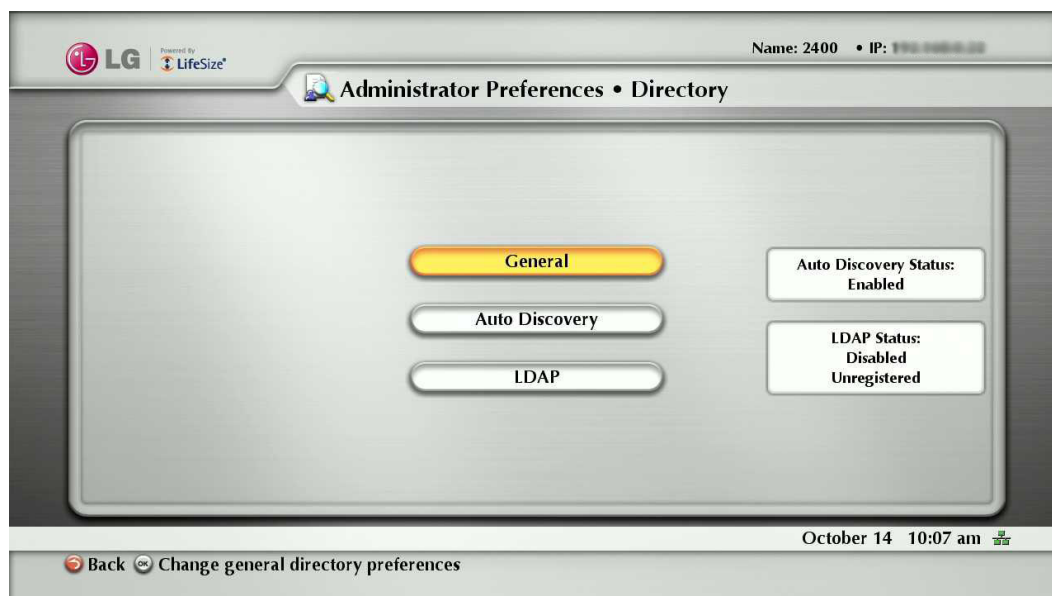 LG
Powered By
LifeSize
Name: 2400 • IP:
Administrator Preferences • Directory
General
Auto Discovery
LDAP
Auto Discovery Status:
Enabled
LDAP Status:
Disabled
Unregistered
October 14 10:07 am
Back OK Change general directory preferences